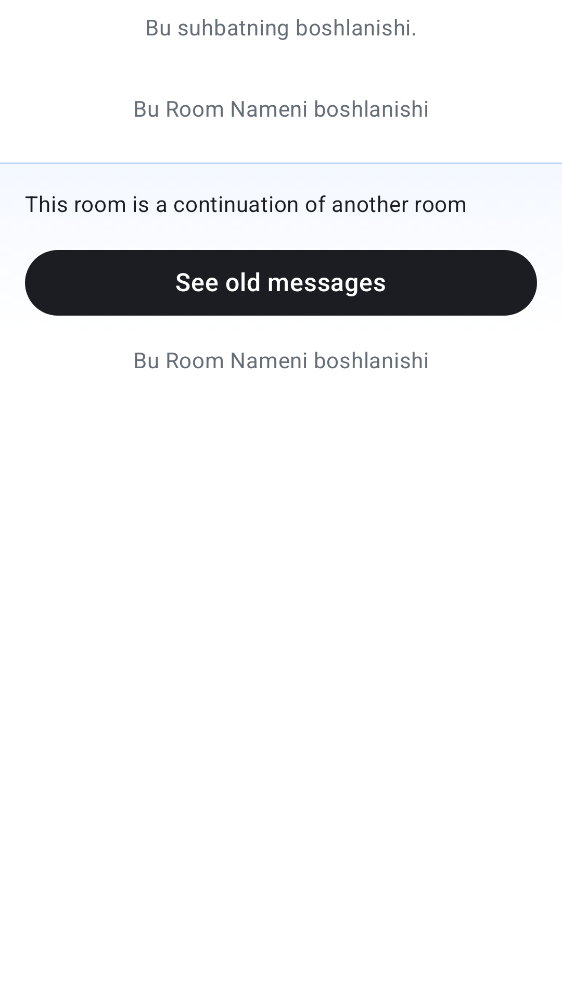 Bu suhbatning boshlanishi.
Bu Room Nameni boshlanishi
This room is a continuation of another room
See old messages
Bu Room Nameni boshlanishi